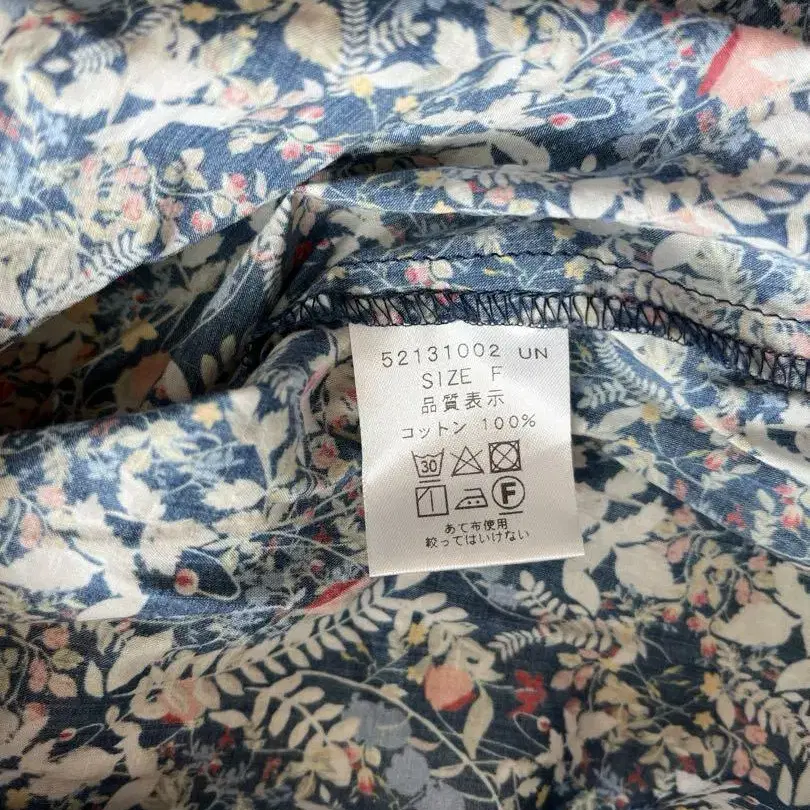 52131002 UN
SIZE F
品質表示
コットン 100%
30
F
あて布使用
絞ってはいけない